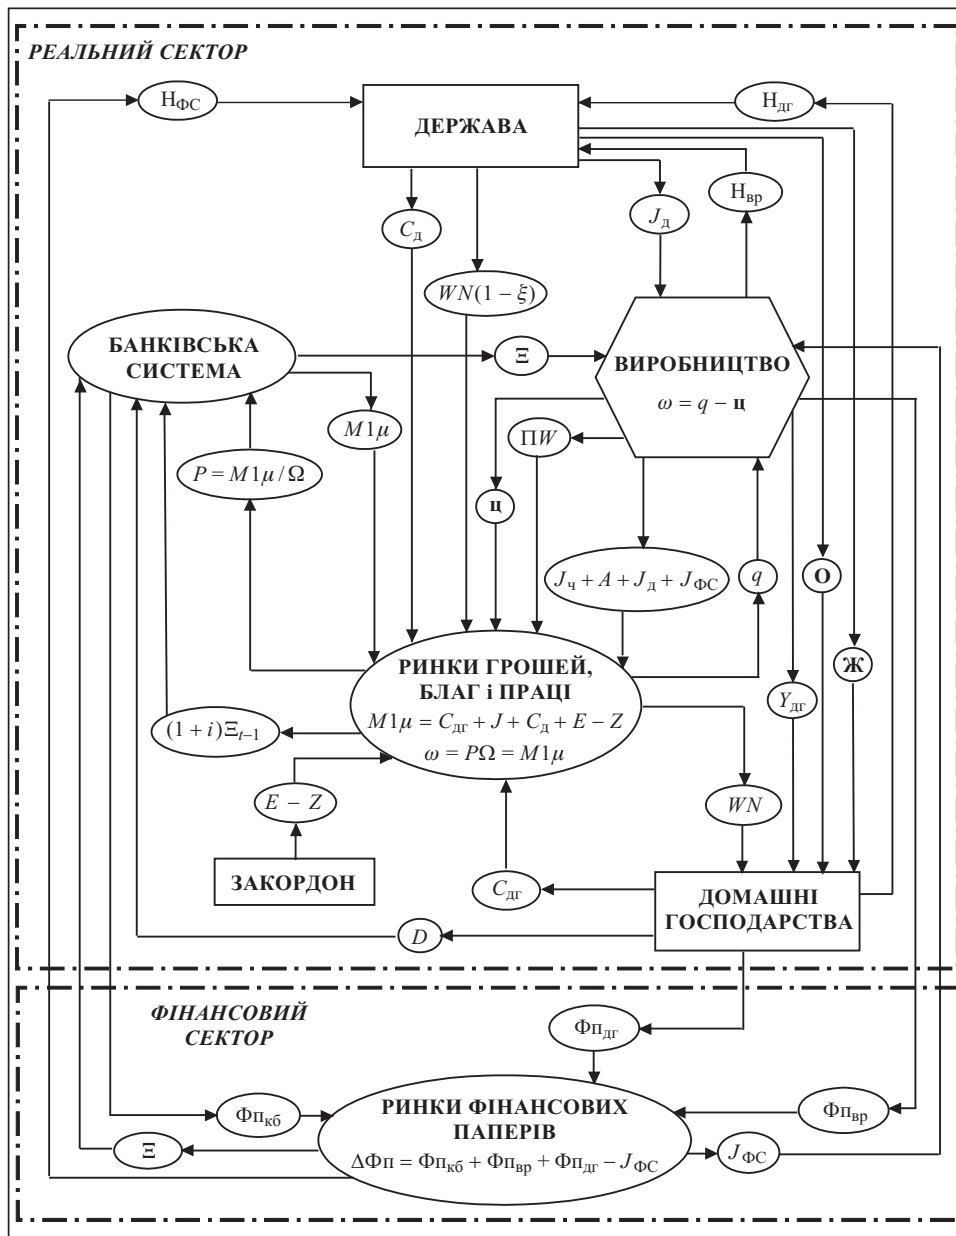 РЕАЛЬНИЙ СЕКТОР
Н_ФС
Н_дг
ДЕРЖАВА
Н_вр
C_д
J_д
WN(1 − ξ)
БАНКІВСЬКА
СИСТЕМА
Ξ
ВИРОБНИЦТВО
ω = q − ц
M1μ
ПW
P = M1μ/Ω
ц
J_ч + A + J_д + J_ФС
q
О
РИНКИ ГРОШЕЙ,
БЛАГ і ПРАЦІ
M1μ = C_дг + J + C_д + E − Z
ω = PΩ = M1μ
Ж
Y_дг
(1 + i)Ξ_{t−1}
E − Z
WN
ЗАКОРДОН
C_дг
ДОМАШНІ
ГОСПОДАРСТВА
D
ФІНАНСОВИЙ
СЕКТОР
Фп_дг
Фп_кб
РИНКИ ФІНАНСОВИХ
ПАПЕРІВ
ΔФп = Фп_кб + Фп_вр + Фп_дг − J_ФС
Фп_вр
Ξ
J_ФС